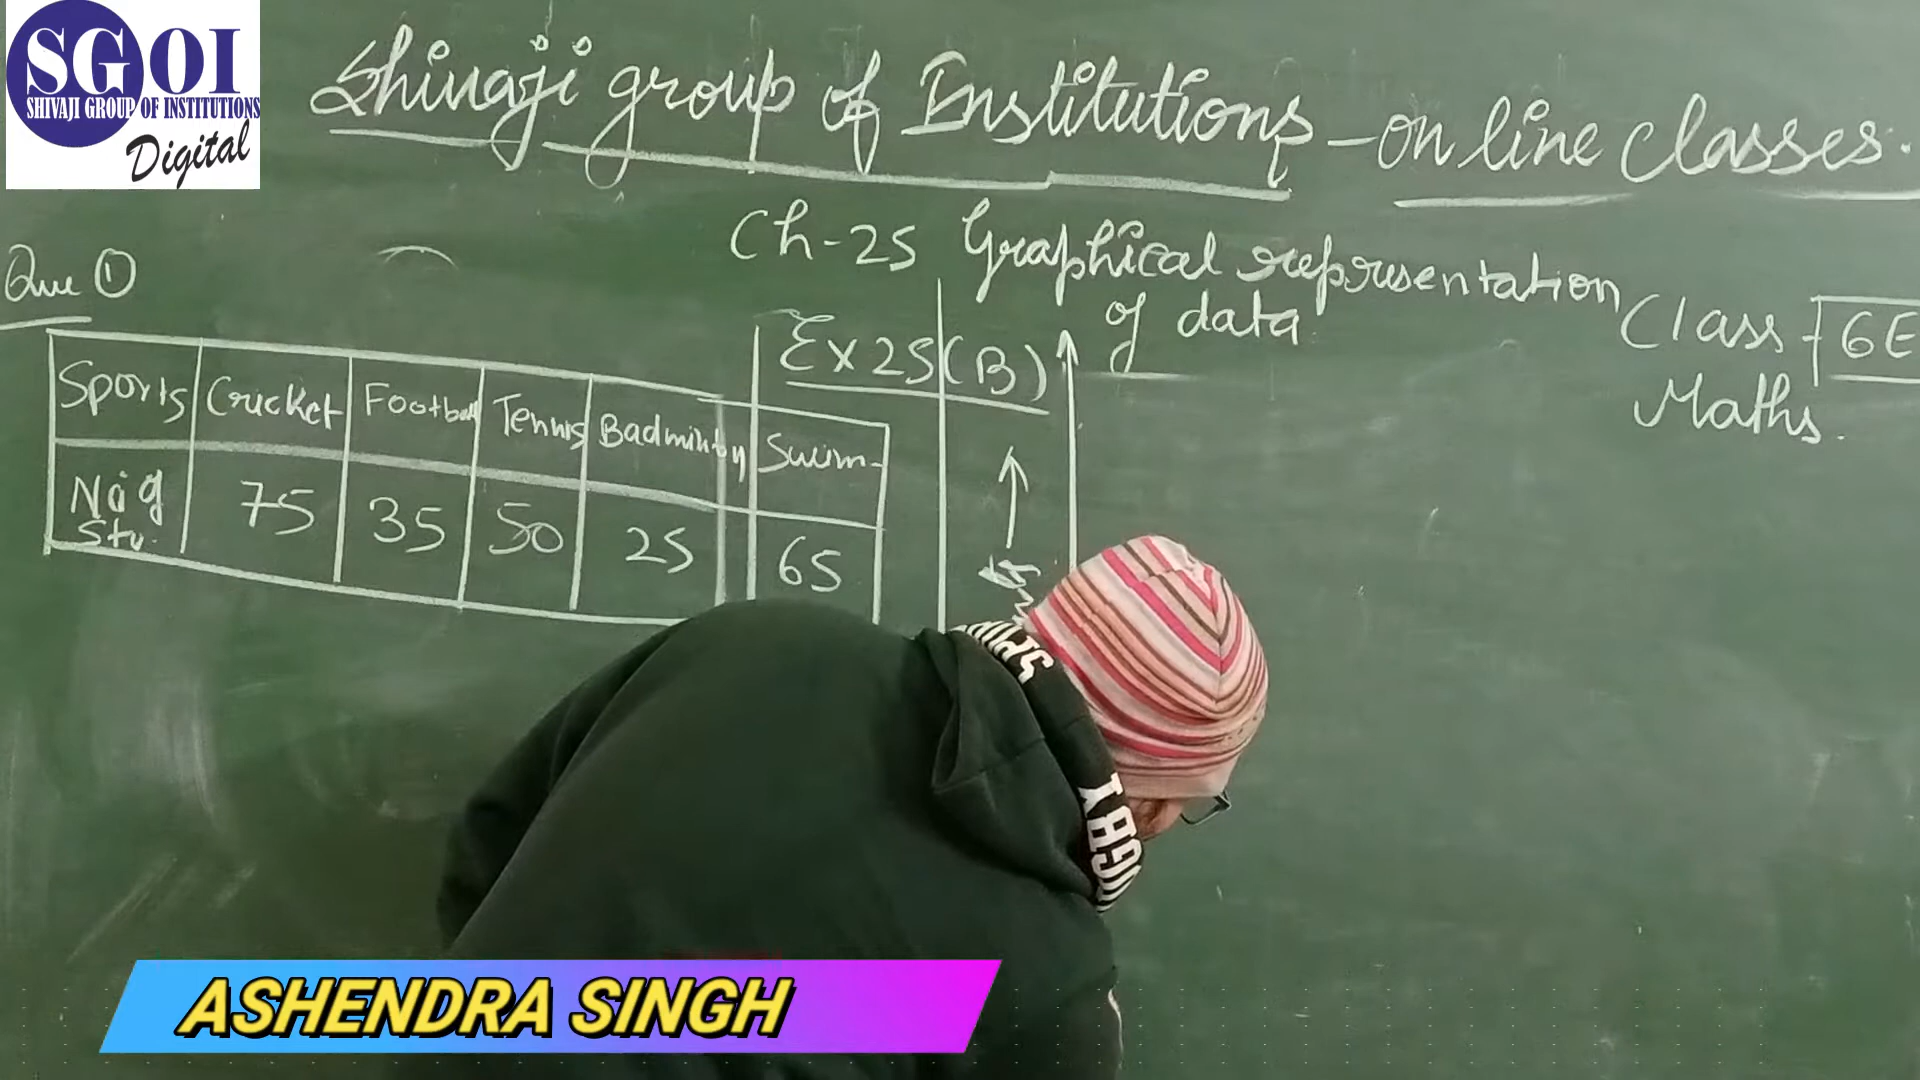 SGOI
SHIVAJI GROUP OF INSTITUTIONS
Digital
Shivaji group of Institutions - on line classes.
Ch-25 Graphical representation
of data
Que ①
Ex 25 (B)
Class - 6E
Maths.
Sports Cricket Football Tennis Badminton Swim-
No of Stu. 75 35 50 25 65
ASHENDRA SINGH